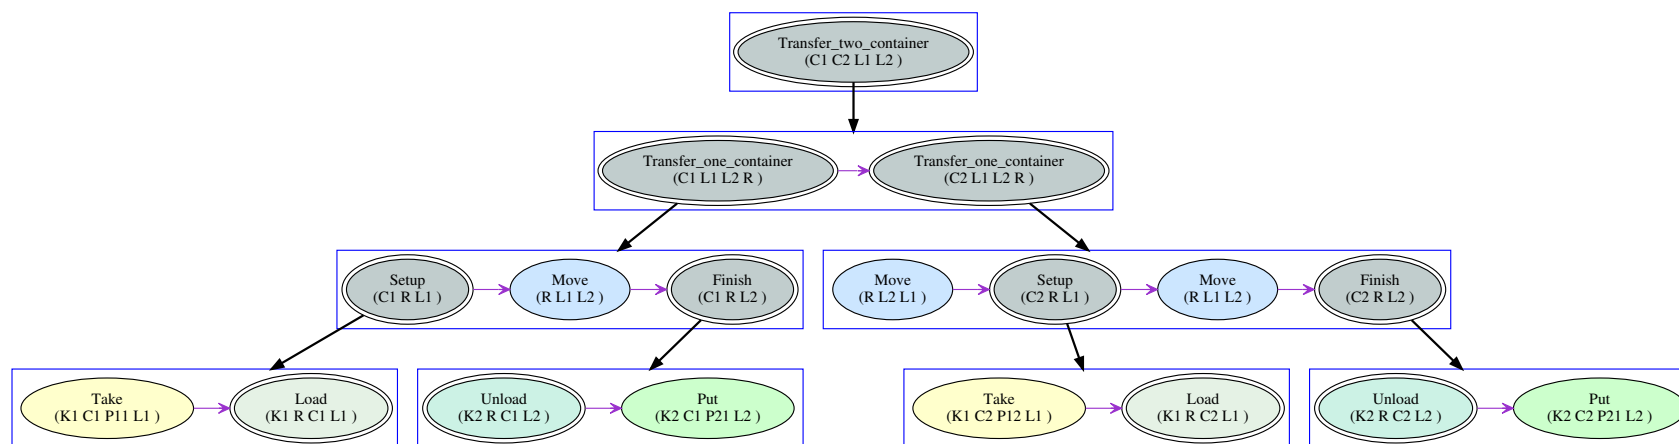 Transfer_two_container
(C1 C2 L1 L2 )
Transfer_one_container
(C1 L1 L2 R )
Transfer_one_container
(C2 L1 L2 R )
Setup
(C1 R L1 )
Move
(R L1 L2 )
Finish
(C1 R L2 )
Move
(R L2 L1 )
Setup
(C2 R L1 )
Move
(R L1 L2 )
Finish
(C2 R L2 )
Take
(K1 C1 P11 L1 )
Load
(K1 R C1 L1 )
Unload
(K2 R C1 L2 )
Put
(K2 C1 P21 L2 )
Take
(K1 C2 P12 L1 )
Load
(K1 R C2 L1 )
Unload
(K2 R C2 L2 )
Put
(K2 C2 P21 L2 )